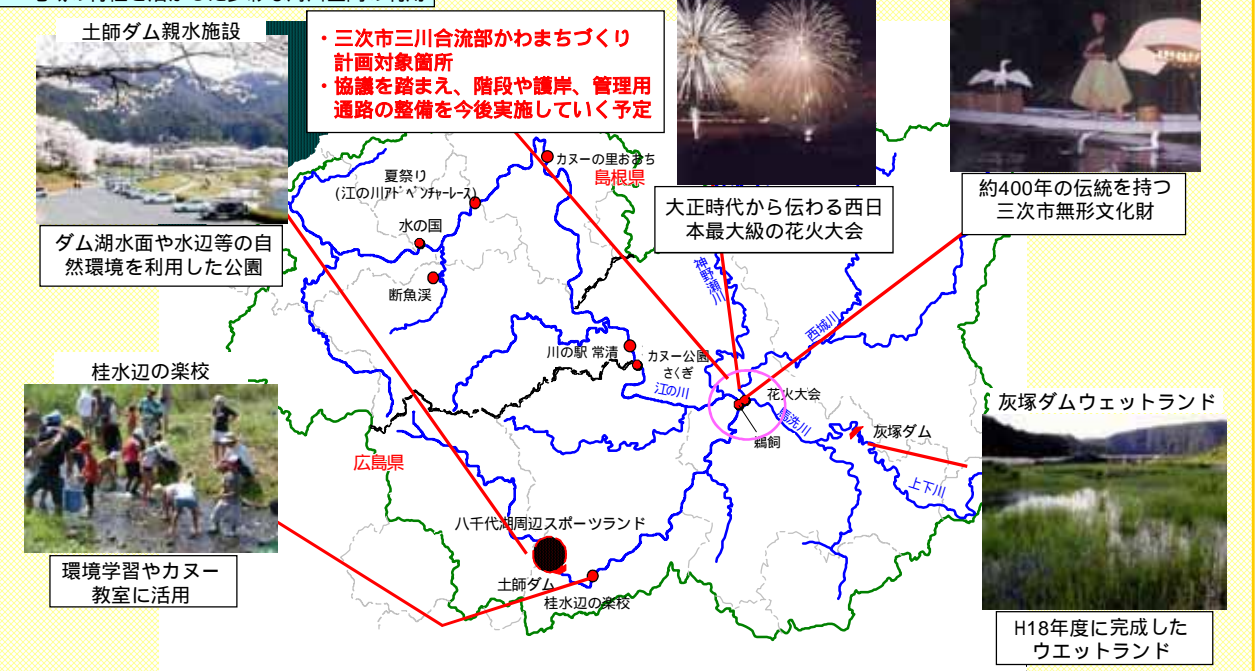 土師ダム親水施設
・三次市三川合流部かわまちづくり
計画対象箇所
・協議を踏まえ、階段や護岸、管理用
通路の整備を今後実施していく予定
ダム湖水面や水辺等の自
然環境を利用した公園
大正時代から伝わる西日
本最大級の花火大会
約400年の伝統を持つ
三次市無形文化財
カヌーの里おおち
島根県
夏祭り
(江の川ｱﾄﾞﾍﾞﾝﾁｬｰﾚｰｽ)
水の国
断魚渓
神野瀬川
西城川
川の駅 常清
カヌー公園
さくぎ
江の川
花火大会
馬洗川
鵜飼
灰塚ダム
上下川
桂水辺の楽校
環境学習やカヌー
教室に活用
広島県
八千代湖周辺スポーツランド
土師ダム
桂水辺の楽校
灰塚ダムウェットランド
H18年度に完成した
ウエットランド